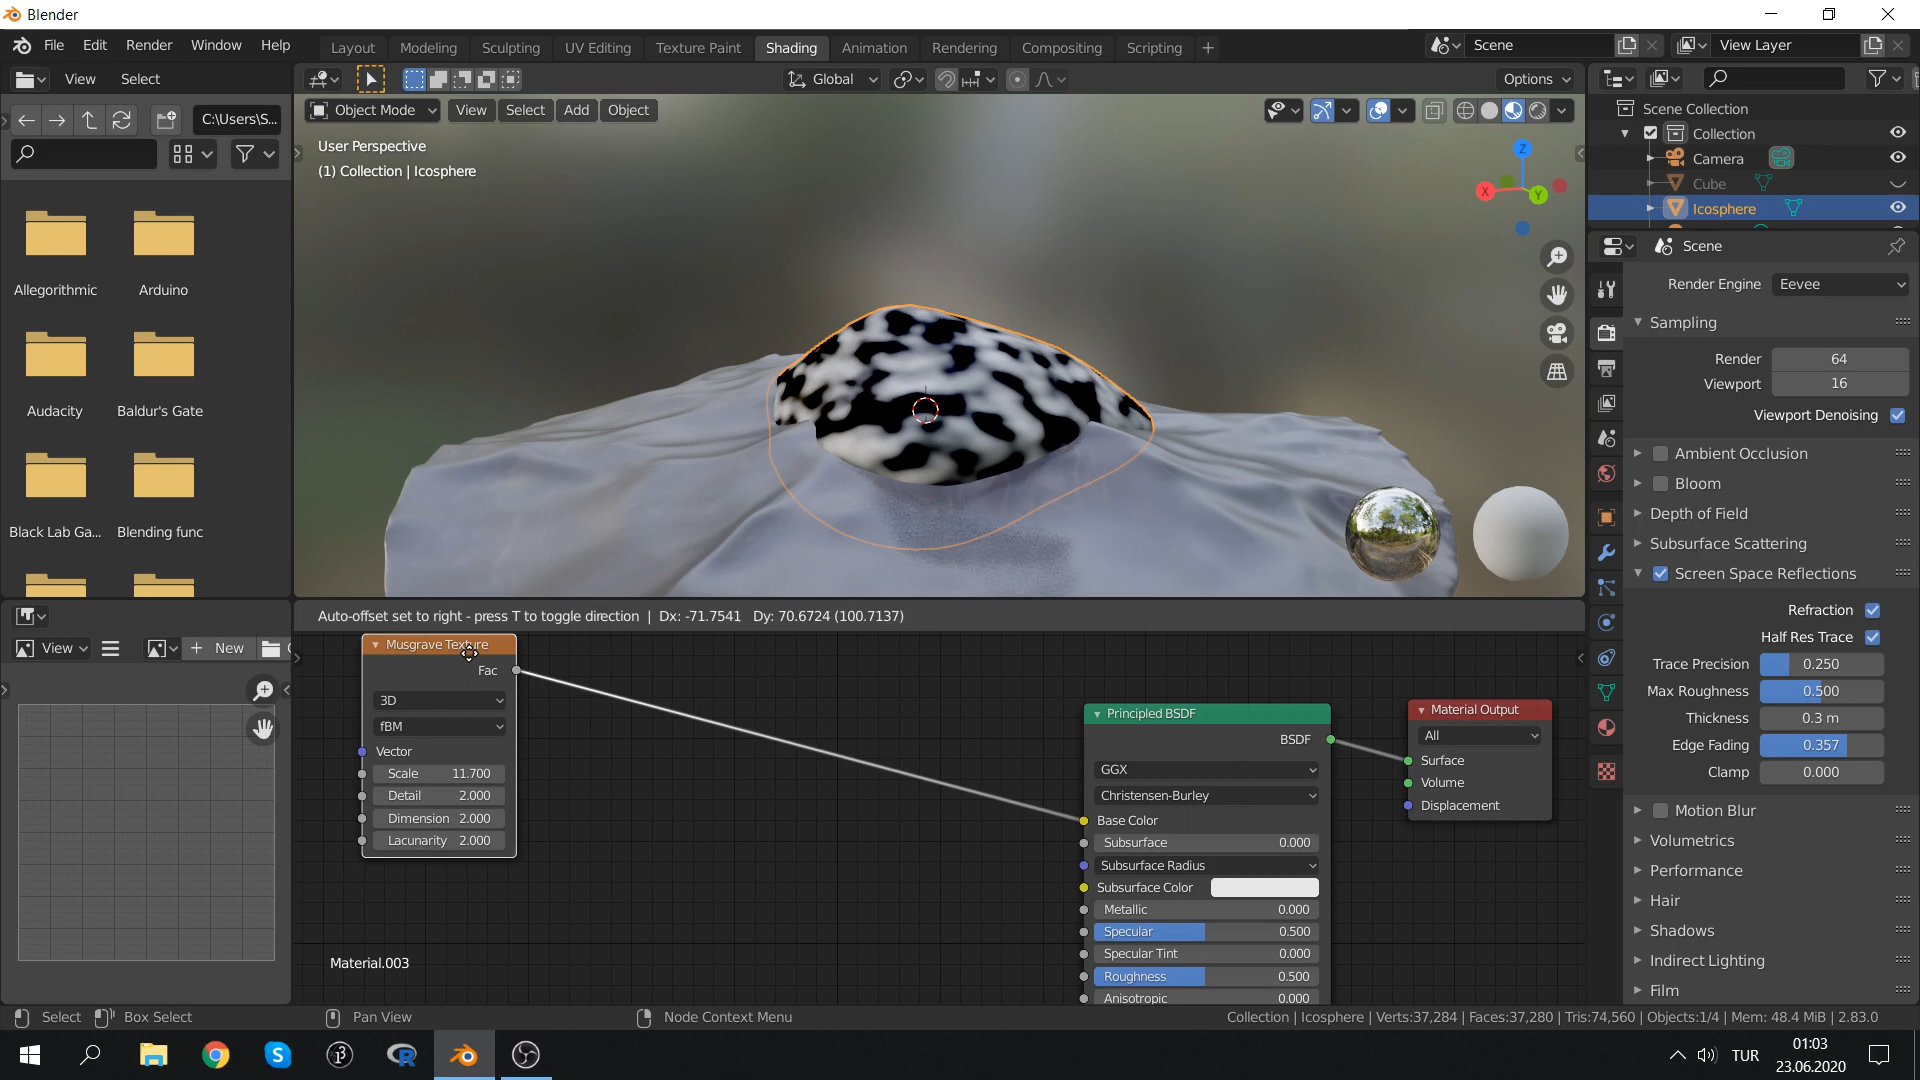 Blender
File Edit Render Window Help
Layout Modeling Sculpting UV Editing Texture Paint Shading Animation Rendering Compositing Scripting +
Scene
View Layer
View Select
Global
Options
C:\Users\S...
Object Mode View Select Add Object
User Perspective
(1) Collection | Icosphere
Z
X
Y
Allegorithmic
Arduino
Audacity
Baldur's Gate
Black Lab Ga...
Blending func
Scene Collection
Collection
Camera
Cube
Icosphere
Scene
Render Engine Eevee
Sampling
Render 64
Viewport 16
Viewport Denoising
Ambient Occlusion
Bloom
Depth of Field
Subsurface Scattering
Screen Space Reflections
Refraction
Half Res Trace
Trace Precision 0.250
Max Roughness 0.500
Thickness 0.3 m
Edge Fading 0.357
Clamp 0.000
Motion Blur
Volumetrics
Performance
Hair
Shadows
Indirect Lighting
Film
View
New
Auto-offset set to right - press T to toggle direction | Dx: -71.7541 Dy: 70.6724 (100.7137)
Musgrave Texture
Fac
3D
fBM
Vector
Scale 11.700
Detail 2.000
Dimension 2.000
Lacunarity 2.000
Principled BSDF
BSDF
GGX
Christensen-Burley
Base Color
Subsurface 0.000
Subsurface Radius
Subsurface Color
Metallic 0.000
Specular 0.500
Specular Tint 0.000
Roughness 0.500
Anisotropic 0.000
Material Output
All
Surface
Volume
Displacement
Material.003
Select Box Select Pan View Node Context Menu
Collection | Icosphere | Verts:37,284 | Faces:37,280 | Tris:74,560 | Objects:1/4 | Mem: 48.4 MiB | 2.83.0
TUR
01:03
23.06.2020